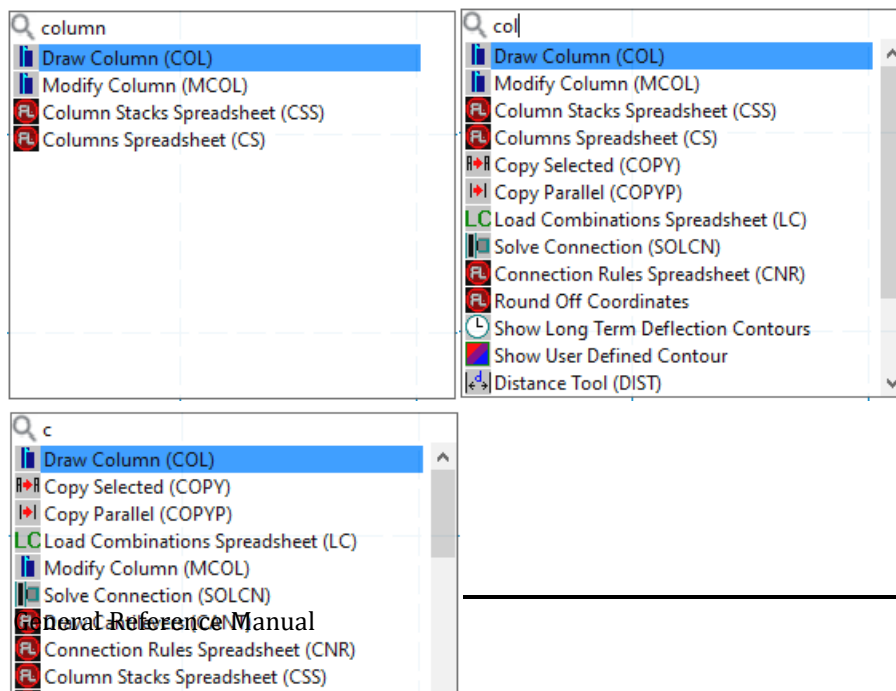 column
Draw Column (COL)
Modify Column (MCOL)
Column Stacks Spreadsheet (CSS)
Columns Spreadsheet (CS)
col
Draw Column (COL)
Modify Column (MCOL)
Column Stacks Spreadsheet (CSS)
Columns Spreadsheet (CS)
Copy Selected (COPY)
Copy Parallel (COPYP)
LC Load Combinations Spreadsheet (LC)
Solve Connection (SOLCN)
Connection Rules Spreadsheet (CNR)
Round Off Coordinates
Show Long Term Deflection Contours
Show User Defined Contour
Distance Tool (DIST)
c
Draw Column (COL)
Copy Selected (COPY)
Copy Parallel (COPYP)
LC Load Combinations Spreadsheet (LC)
Modify Column (MCOL)
Solve Connection (SOLCN)
General Reference Manual
Connection Rules Spreadsheet (CNR)
Column Stacks Spreadsheet (CSS)